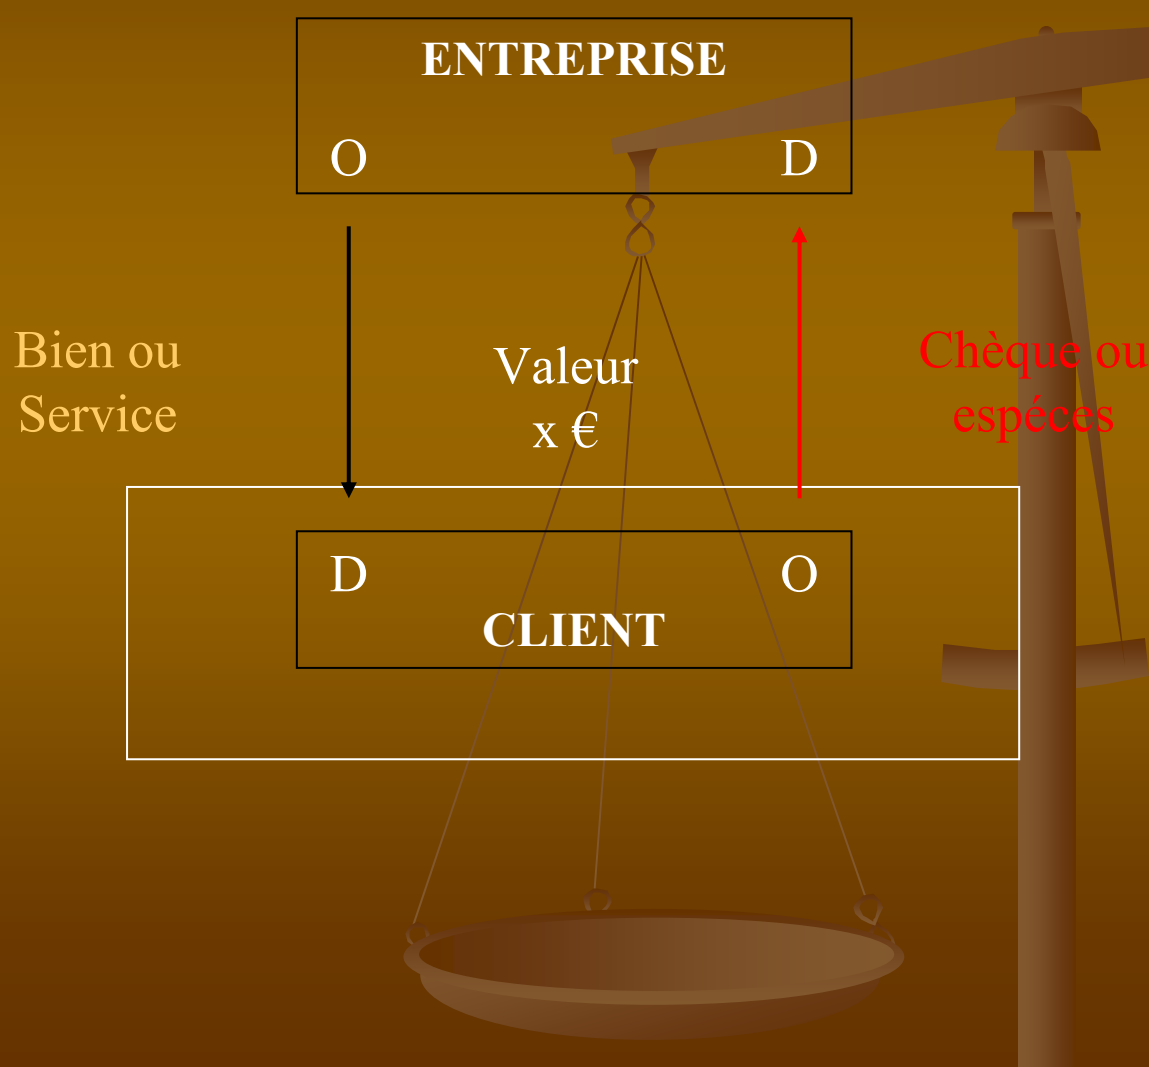 ENTREPRISE
O D
Bien ou
Service
Valeur
x €
Chèque ou
espéces
D O
CLIENT